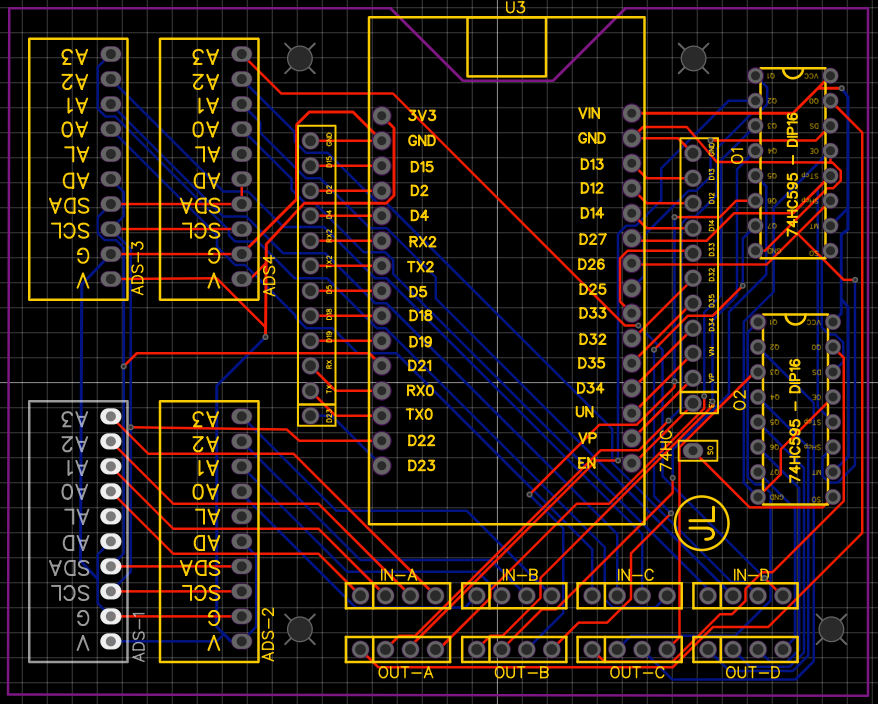 U3
A3
A2
A1
A0
AL
AD
SDA
SCL
G
V
ADS-3
A3
A2
A1
A0
AL
AD
SDA
SCL
G
V
ADS4
GND
D15
D2
D4
RX2
TX2
D5
D18
D19
RX
TX
D23
3V3
GND
D15
D2
D4
RX2
TX2
D5
D18
D19
D21
RX0
TX0
D22
D23
VIN
GND
D13
D12
D14
D27
D26
D25
D33
D32
D35
D34
UN
VP
EN
GND
D13
D12
D14
D33
D32
D35
D34
VN
VP
EN
O1
Q1
Q2
Q3
Q4
Q5
Q6
Q7
GND
VCC
Q0
DS
OE
STcp
SHcp
MT
SO
74HC595 - DIP16
O2
Q1
Q2
Q3
Q4
Q5
Q6
Q7
GND
VCC
Q0
DS
OE
STcp
SHcp
MT
SO
74HC595 - DIP16
74HC
SO
JL
A3
A2
A1
A0
AL
AD
SDA
SCL
G
V
ADS-1
A3
A2
A1
A0
AL
AD
SDA
SCL
G
V
ADS-2
IN-A
IN-B
IN-C
IN-D
OUT-A
OUT-B
OUT-C
OUT-D